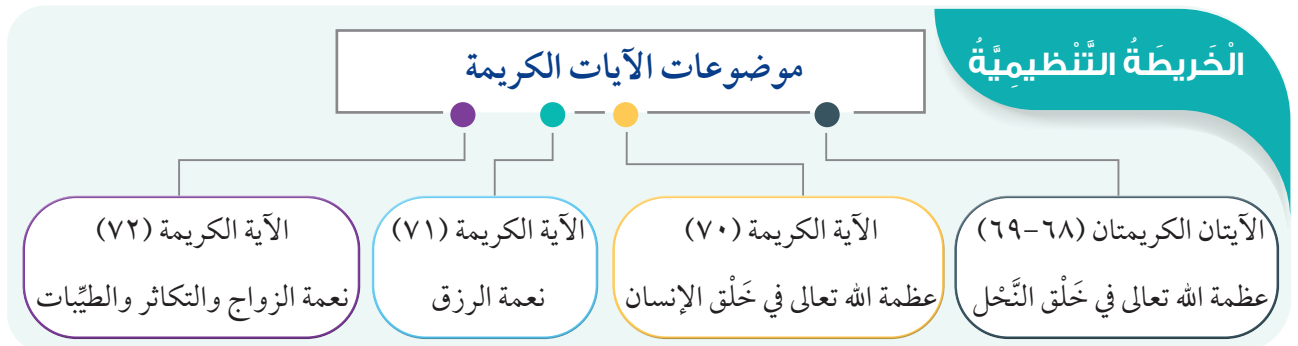 الْخَرِيطَةُ التَّنْظِيمِيَّةُ
موضوعات الآيات الكريمة
الآيتان الكريمتان (٦٨-٦٩)
عظمة الله تعالى في خَلْق النَّحْل
الآية الكريمة (٧٠)
عظمة الله تعالى في خَلْق الإنسان
الآية الكريمة (٧١)
نعمة الرزق
الآية الكريمة (٧٢)
نعمة الزواج والتكاثر والطيِّبات